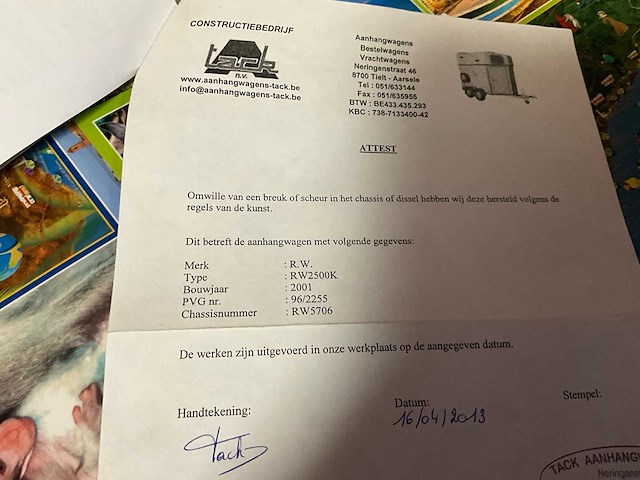 CONSTRUCTIEBEDRIJF
tack
n.v.
www.aanhangwagens-tack.be
info@aanhangwagens-tack.be
Aanhangwagens
Bestelwagens
Vrachtwagens
Neringenstraat 46
8700 Tielt - Aarsele
Tel : 051/633144
Fax : 051/635955
BTW : BE433.435.293
KBC : 738-7133400-42
ATTEST
Omwille van een breuk of scheur in het chassis of dissel hebben wij deze hersteld volgens de
regels van de kunst.
Dit betreft de aanhangwagen met volgende gegevens:
Merk : R.W.
Type : RW2500K
Bouwjaar : 2001
PVG nr. : 96/2255
Chassisnummer : RW5706
De werken zijn uitgevoerd in onze werkplaats op de aangegeven datum.
Handtekening:
Datum:
Stempel:
Tack
16/04/2013
TACK AANHANGW
Neringens